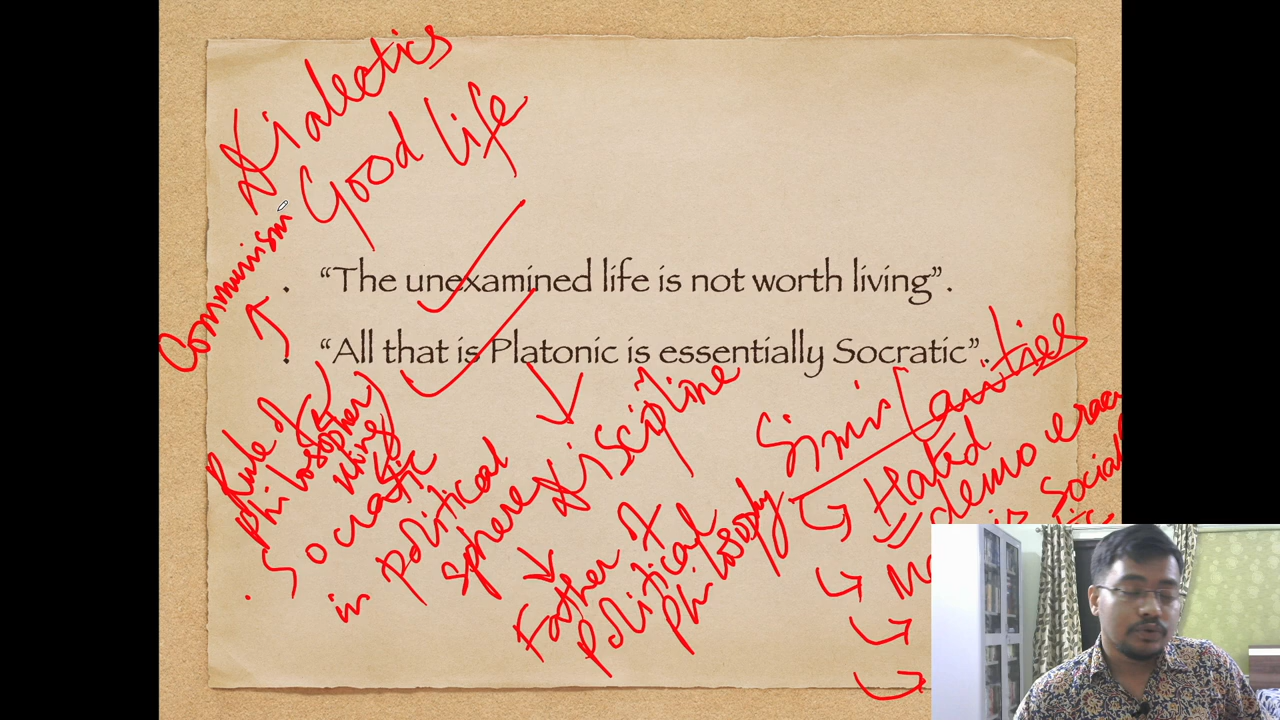 Dialectics
Good life
Communism
. “The unexamined life is not worth living”.
. “All that is Platonic is essentially Socratic”.
Rule of
Philosopher
king
Socratic
in political
sphere
Discipline
Father of
political
philosophy
Similarities
Hated
is Social